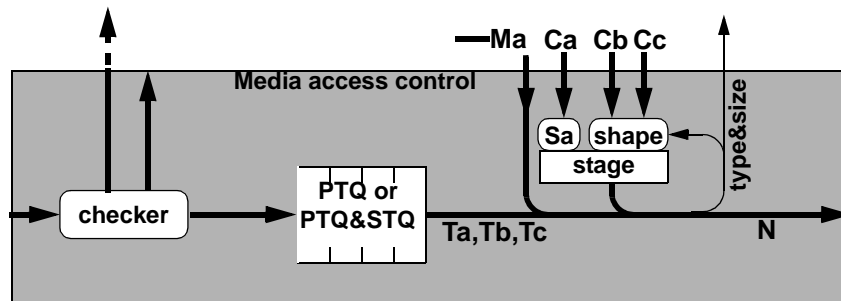 Ma Ca Cb Cc
Media access control
Sa shape
stage
type&size
checker
PTQ or
PTQ&STQ
Ta,Tb,Tc
N